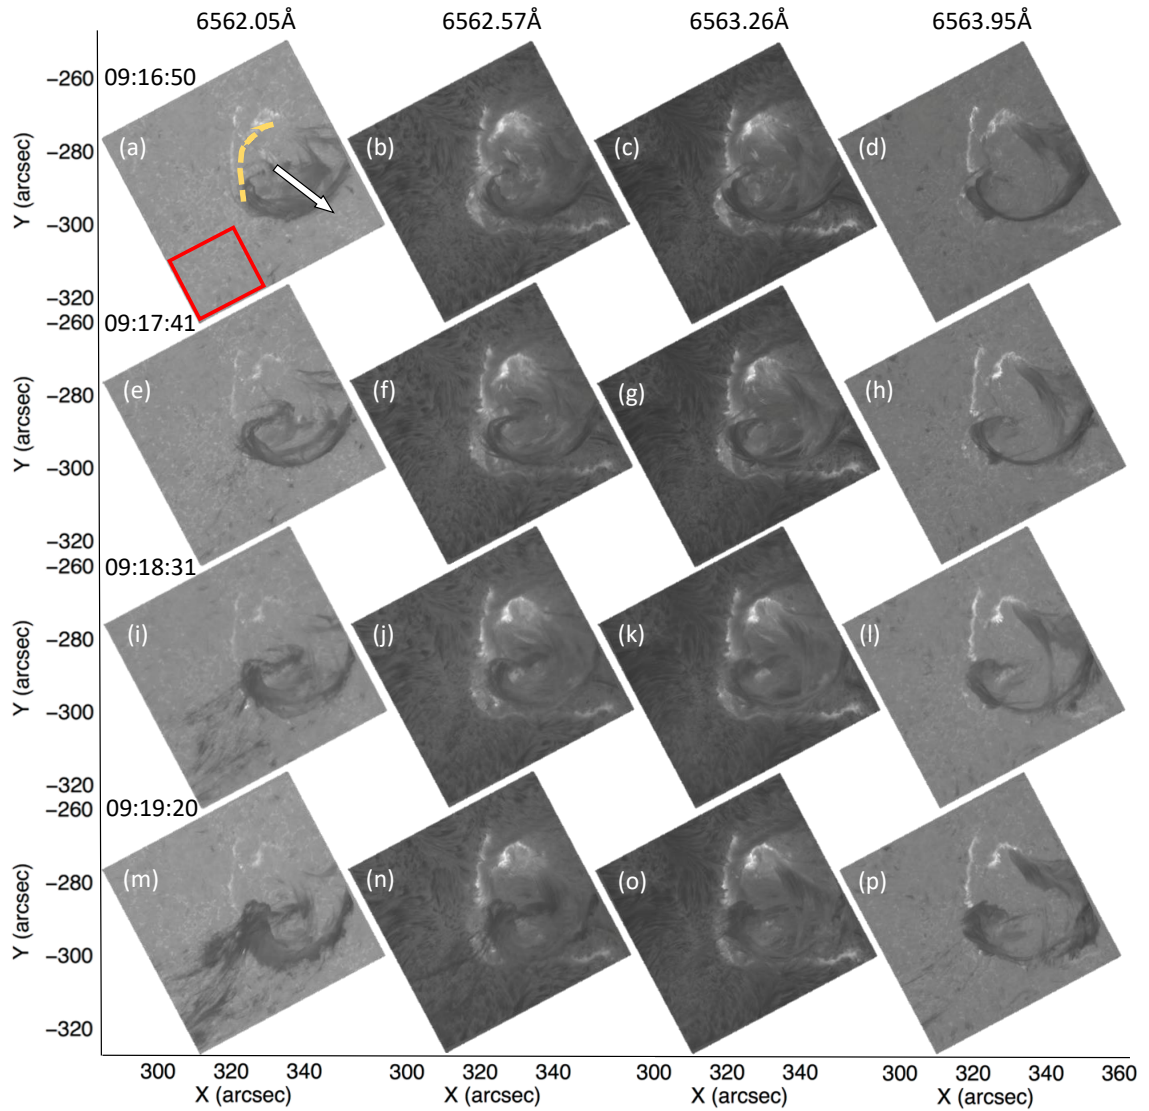 6562.05Å 6562.57Å 6563.26Å 6563.95Å
09:16:50
−260
(a) (b) (c) (d)
−280
Y (arcsec)
−300
−320
09:17:41
−260
(e) (f) (g) (h)
−280
Y (arcsec)
−300
−320
09:18:31
−260
(i) (j) (k) (l)
−280
Y (arcsec)
−300
−320
09:19:20
−260
(m) (n) (o) (p)
−280
Y (arcsec)
−300
−320
300 320 340 300 320 340 300 320 340 300 320 340 360
X (arcsec) X (arcsec) X (arcsec) X (arcsec)